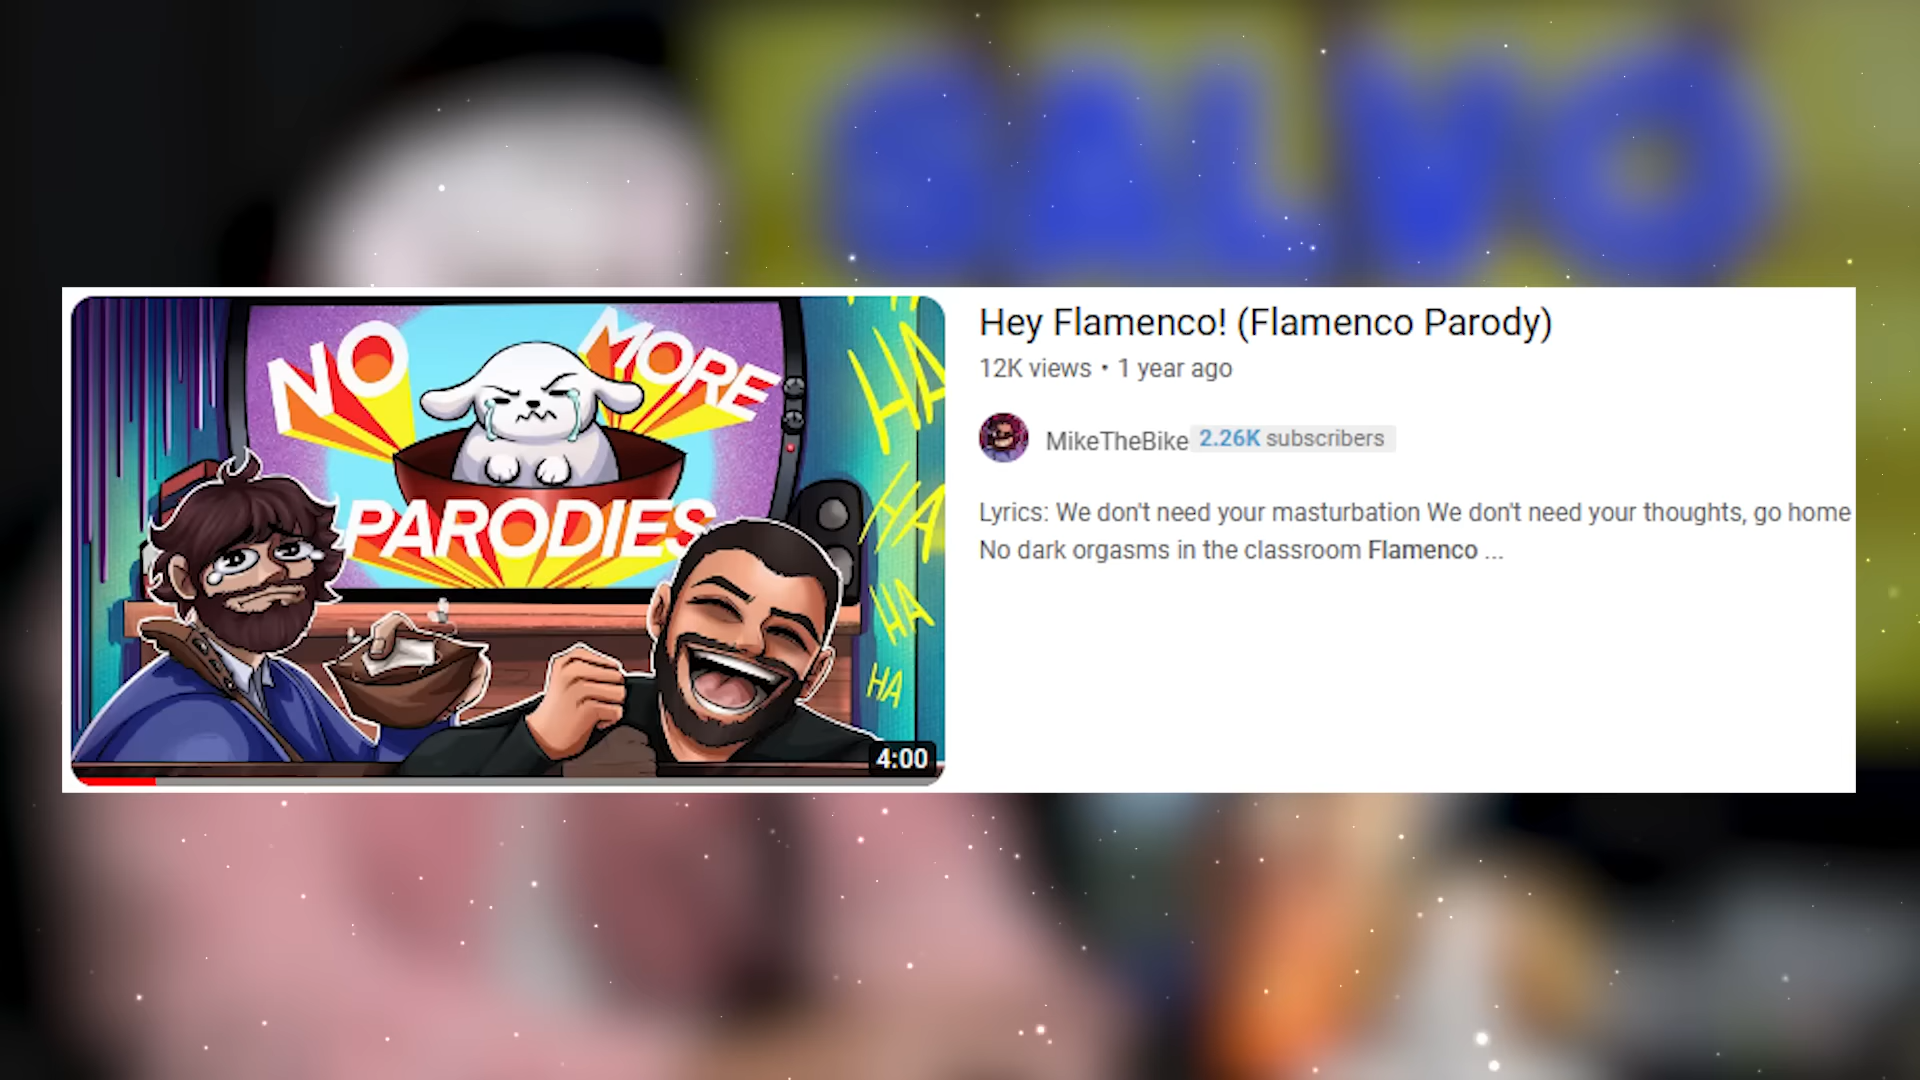 SALVO
NO MORE
PARODIES
HA
HA
HA
HA
4:00
Hey Flamenco! (Flamenco Parody)
12K views • 1 year ago
MikeTheBike 2.26K subscribers
Lyrics: We don't need your masturbation We don't need your thoughts, go home
No dark orgasms in the classroom Flamenco ...